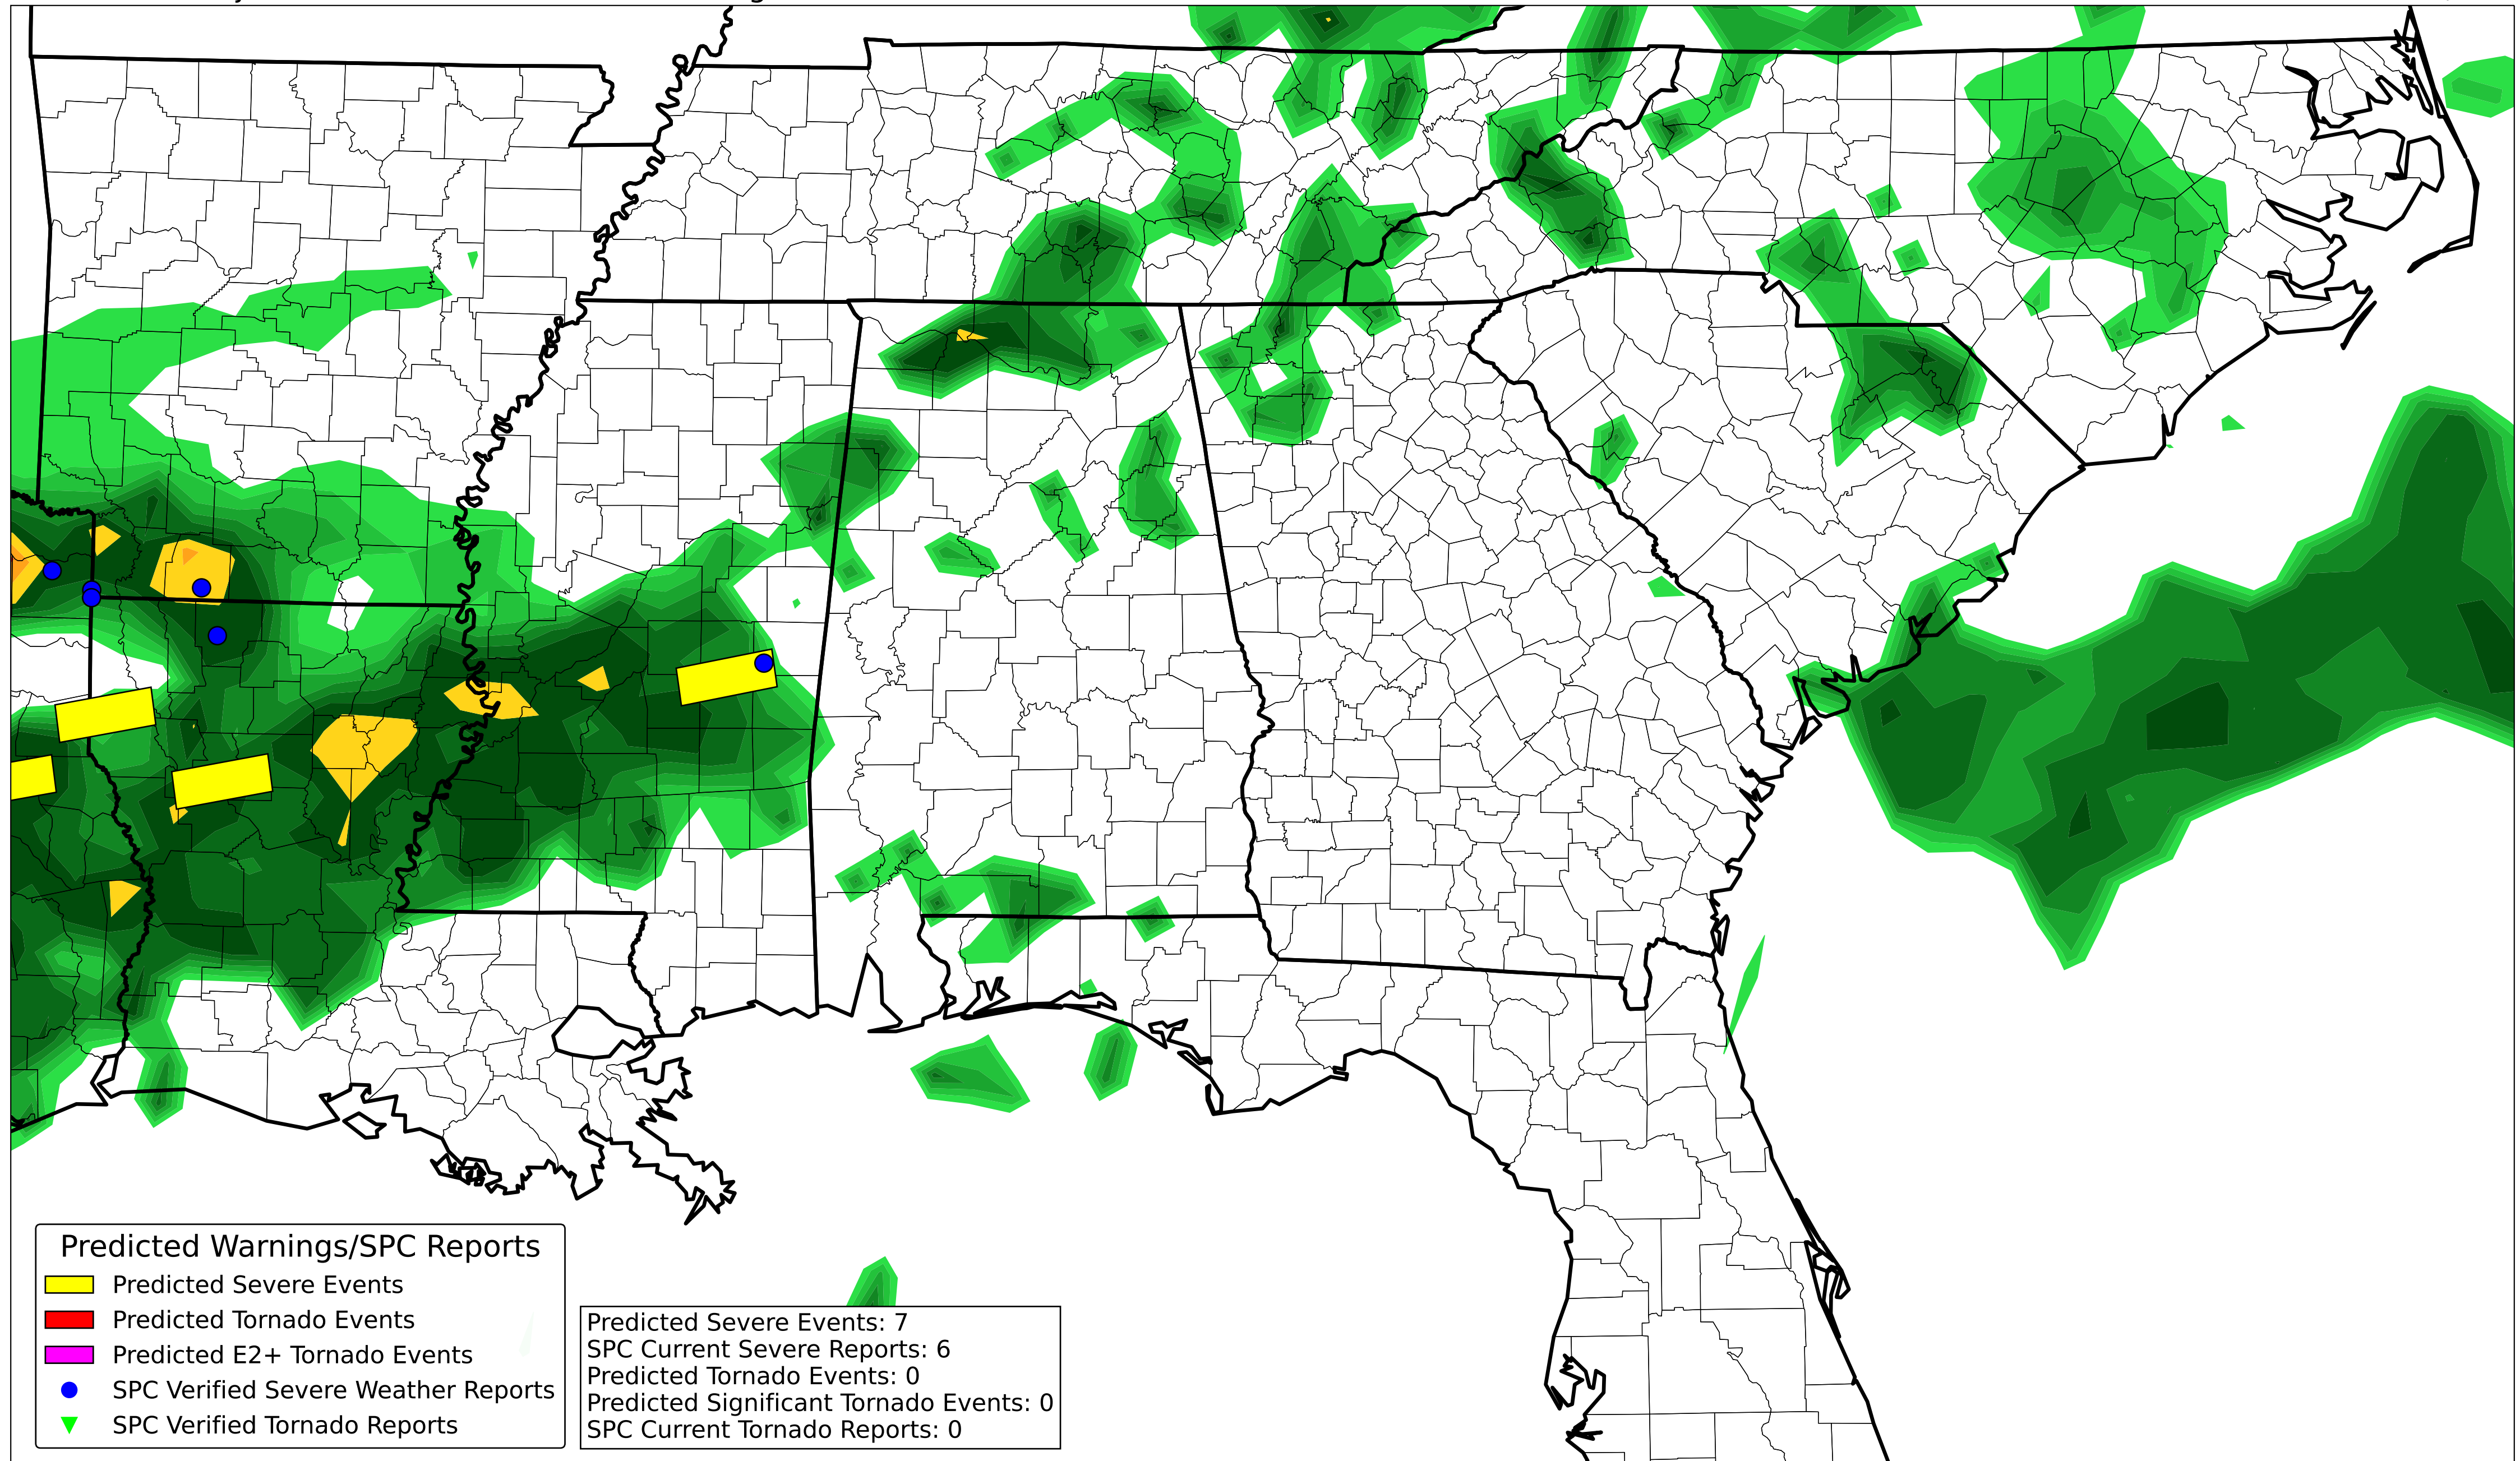 Predicted Warnings/SPC Reports
Predicted Severe Events
Predicted Tornado Events
Predicted E2+ Tornado Events
SPC Verified Severe Weather Reports
SPC Verified Tornado Reports
Predicted Severe Events: 7
SPC Current Severe Reports: 6
Predicted Tornado Events: 0
Predicted Significant Tornado Events: 0
SPC Current Tornado Reports: 0